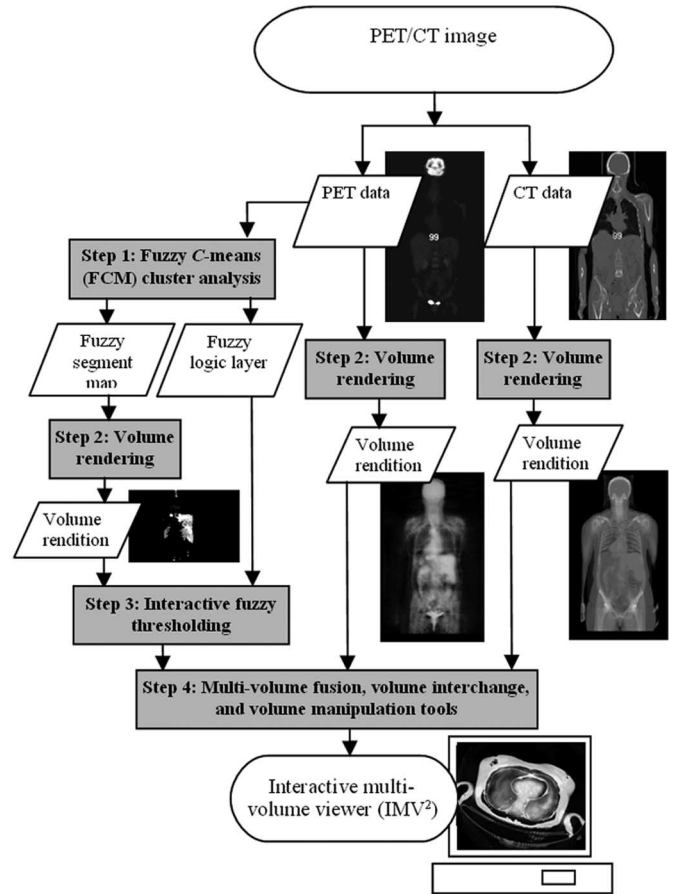 PET/CT image
PET data
CT data
99
99
Step 1: Fuzzy C-means
(FCM) cluster analysis
Fuzzy
segment
map
Fuzzy
logic layer
Step 2: Volume
rendering
Step 2: Volume
rendering
Step 2: Volume
rendering
Volume
rendition
Volume
rendition
Volume
rendition
Step 3: Interactive fuzzy
thresholding
Step 4: Multi-volume fusion, volume interchange,
and volume manipulation tools
Interactive multi-
volume viewer (IMV²)